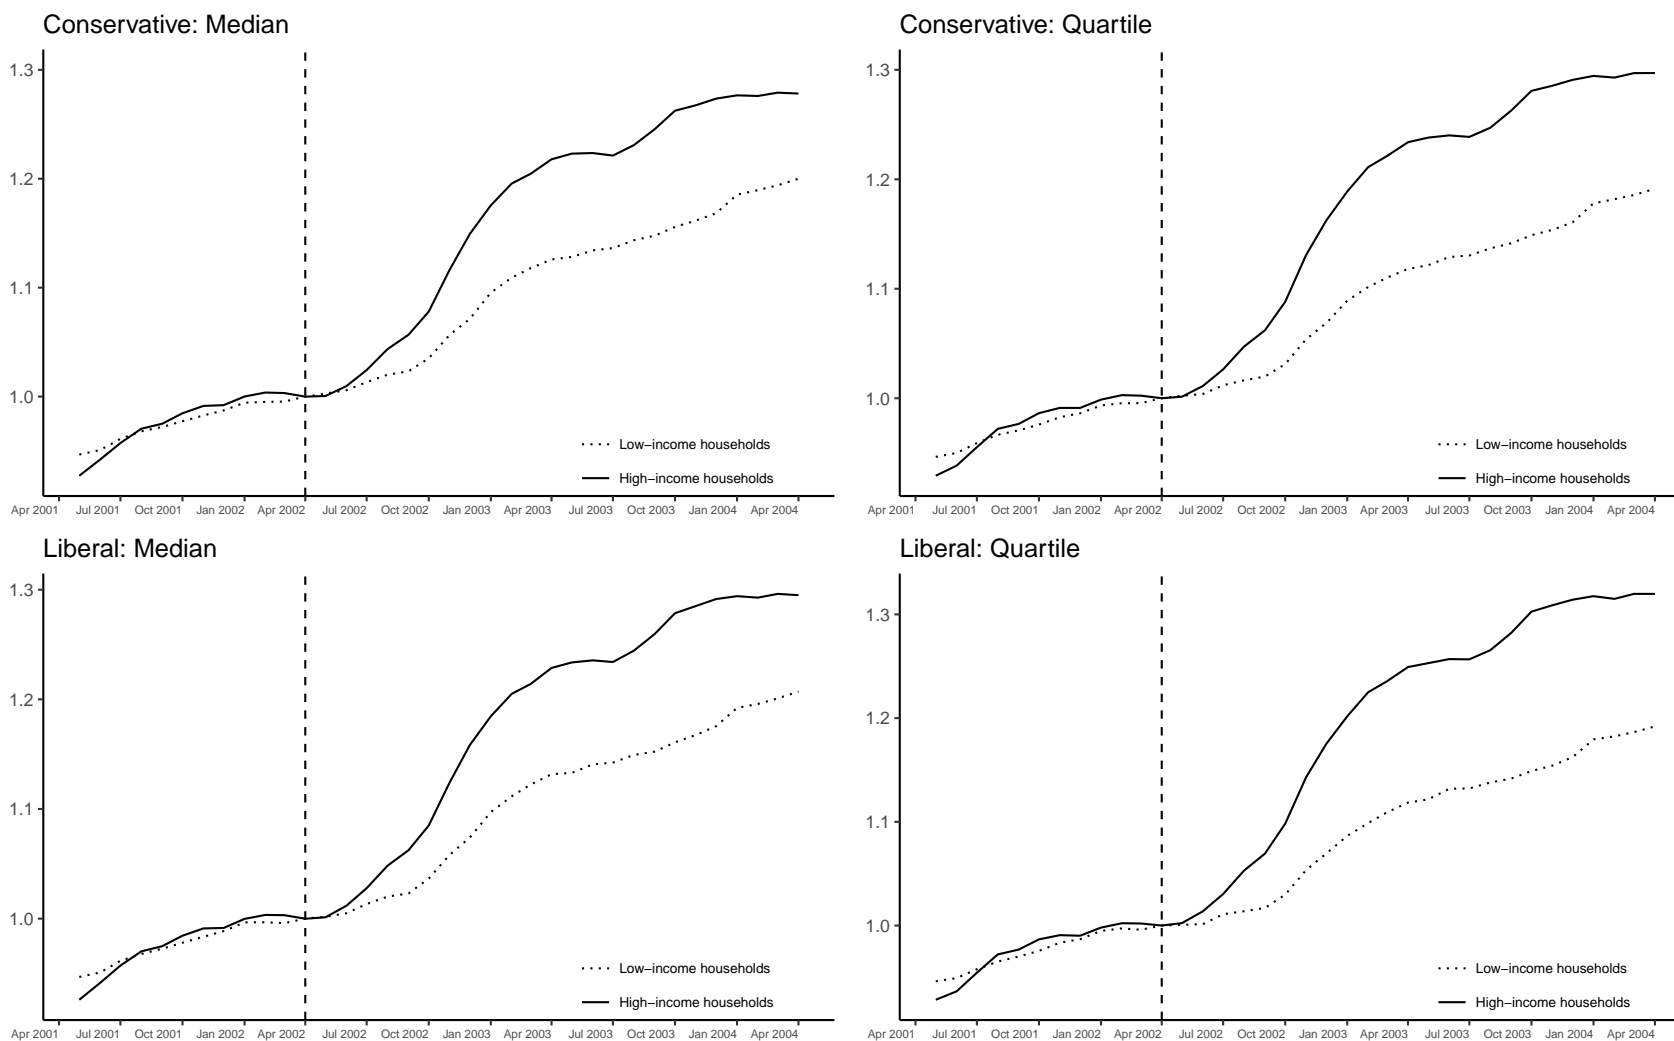 Conservative: Median
1.3
1.2
1.1
1.0
Low−income households
High−income households
Apr 2001 Jul 2001 Oct 2001 Jan 2002 Apr 2002 Jul 2002 Oct 2002 Jan 2003 Apr 2003 Jul 2003 Oct 2003 Jan 2004 Apr 2004
Conservative: Quartile
1.3
1.2
1.1
1.0
Low−income households
High−income households
Apr 2001 Jul 2001 Oct 2001 Jan 2002 Apr 2002 Jul 2002 Oct 2002 Jan 2003 Apr 2003 Jul 2003 Oct 2003 Jan 2004 Apr 2004
Liberal: Median
1.3
1.2
1.1
1.0
Low−income households
High−income households
Apr 2001 Jul 2001 Oct 2001 Jan 2002 Apr 2002 Jul 2002 Oct 2002 Jan 2003 Apr 2003 Jul 2003 Oct 2003 Jan 2004 Apr 2004
Liberal: Quartile
1.3
1.2
1.1
1.0
Low−income households
High−income households
Apr 2001 Jul 2001 Oct 2001 Jan 2002 Apr 2002 Jul 2002 Oct 2002 Jan 2003 Apr 2003 Jul 2003 Oct 2003 Jan 2004 Apr 2004